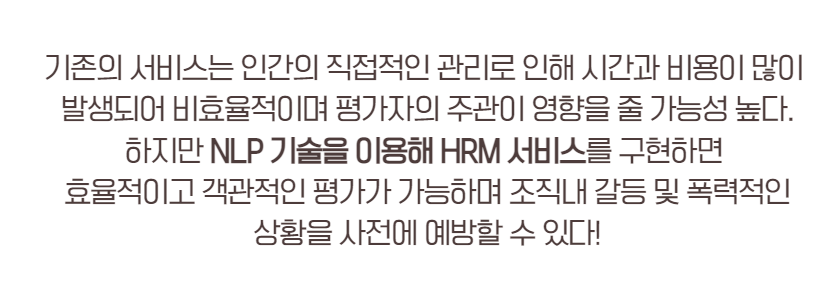 기존의 서비스는 인간의 직접적인 관리로 인해 시간과 비용이 많이
발생되어 비효율적이며 평가자의 주관이 영향을 줄 가능성 높다.
하지만 NLP 기술을 이용해 HRM 서비스를 구현하면
효율적이고 객관적인 평가가 가능하며 조직내 갈등 및 폭력적인
상황을 사전에 예방할 수 있다!